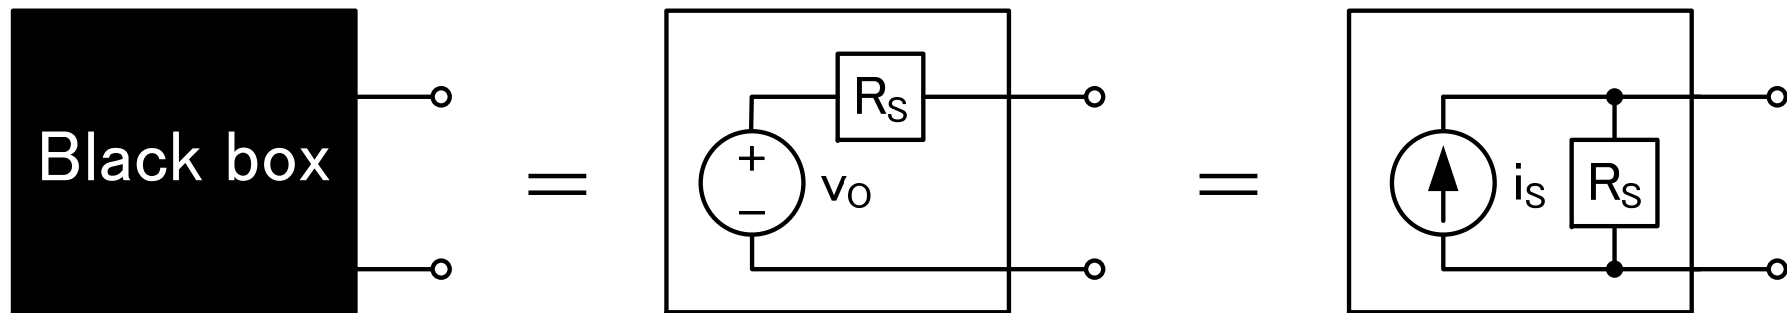 Black box
=
R_S
+
−
v_O
=
i_S
R_S